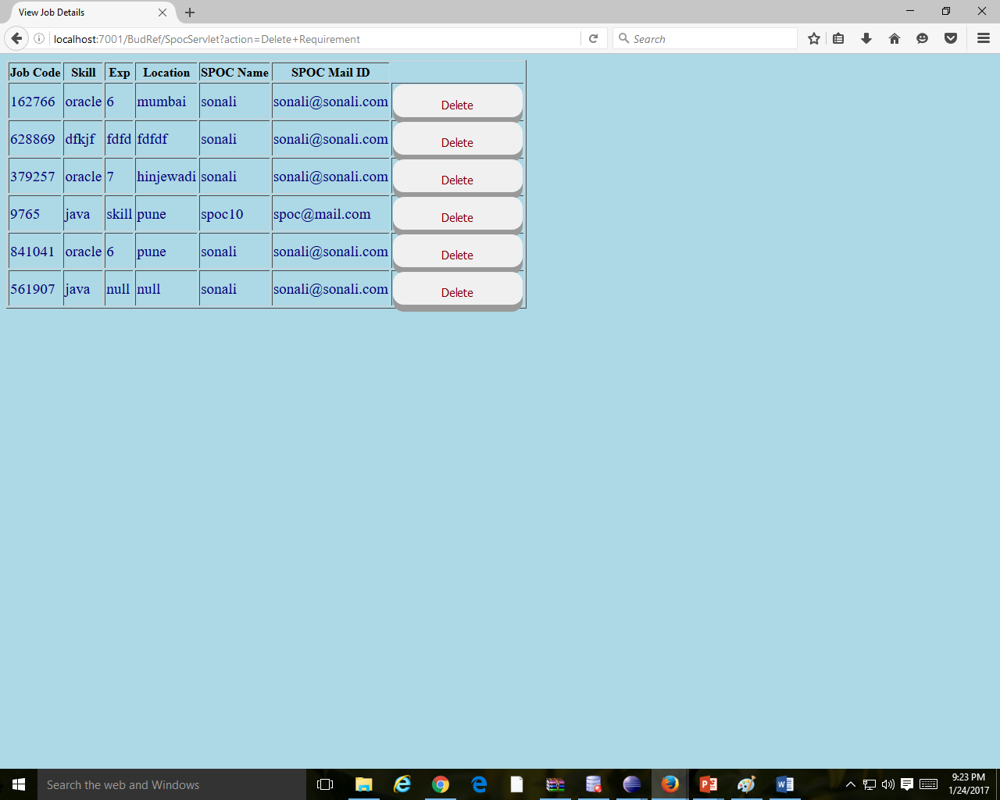 View Job Details
localhost:7001/BudRef/SpocServlet?action=Delete+Requirement
Search
Job Code Skill Exp Location SPOC Name SPOC Mail ID
162766 oracle 6 mumbai sonali sonali@sonali.com Delete
628869 dfkjf fdfd fdfdf sonali sonali@sonali.com Delete
379257 oracle 7 hinjewadi sonali sonali@sonali.com Delete
9765 java skill pune spoc10 spoc@mail.com Delete
841041 oracle 6 pune sonali sonali@sonali.com Delete
561907 java null null sonali sonali@sonali.com Delete
Search the web and Windows
9:23 PM
1/24/2017